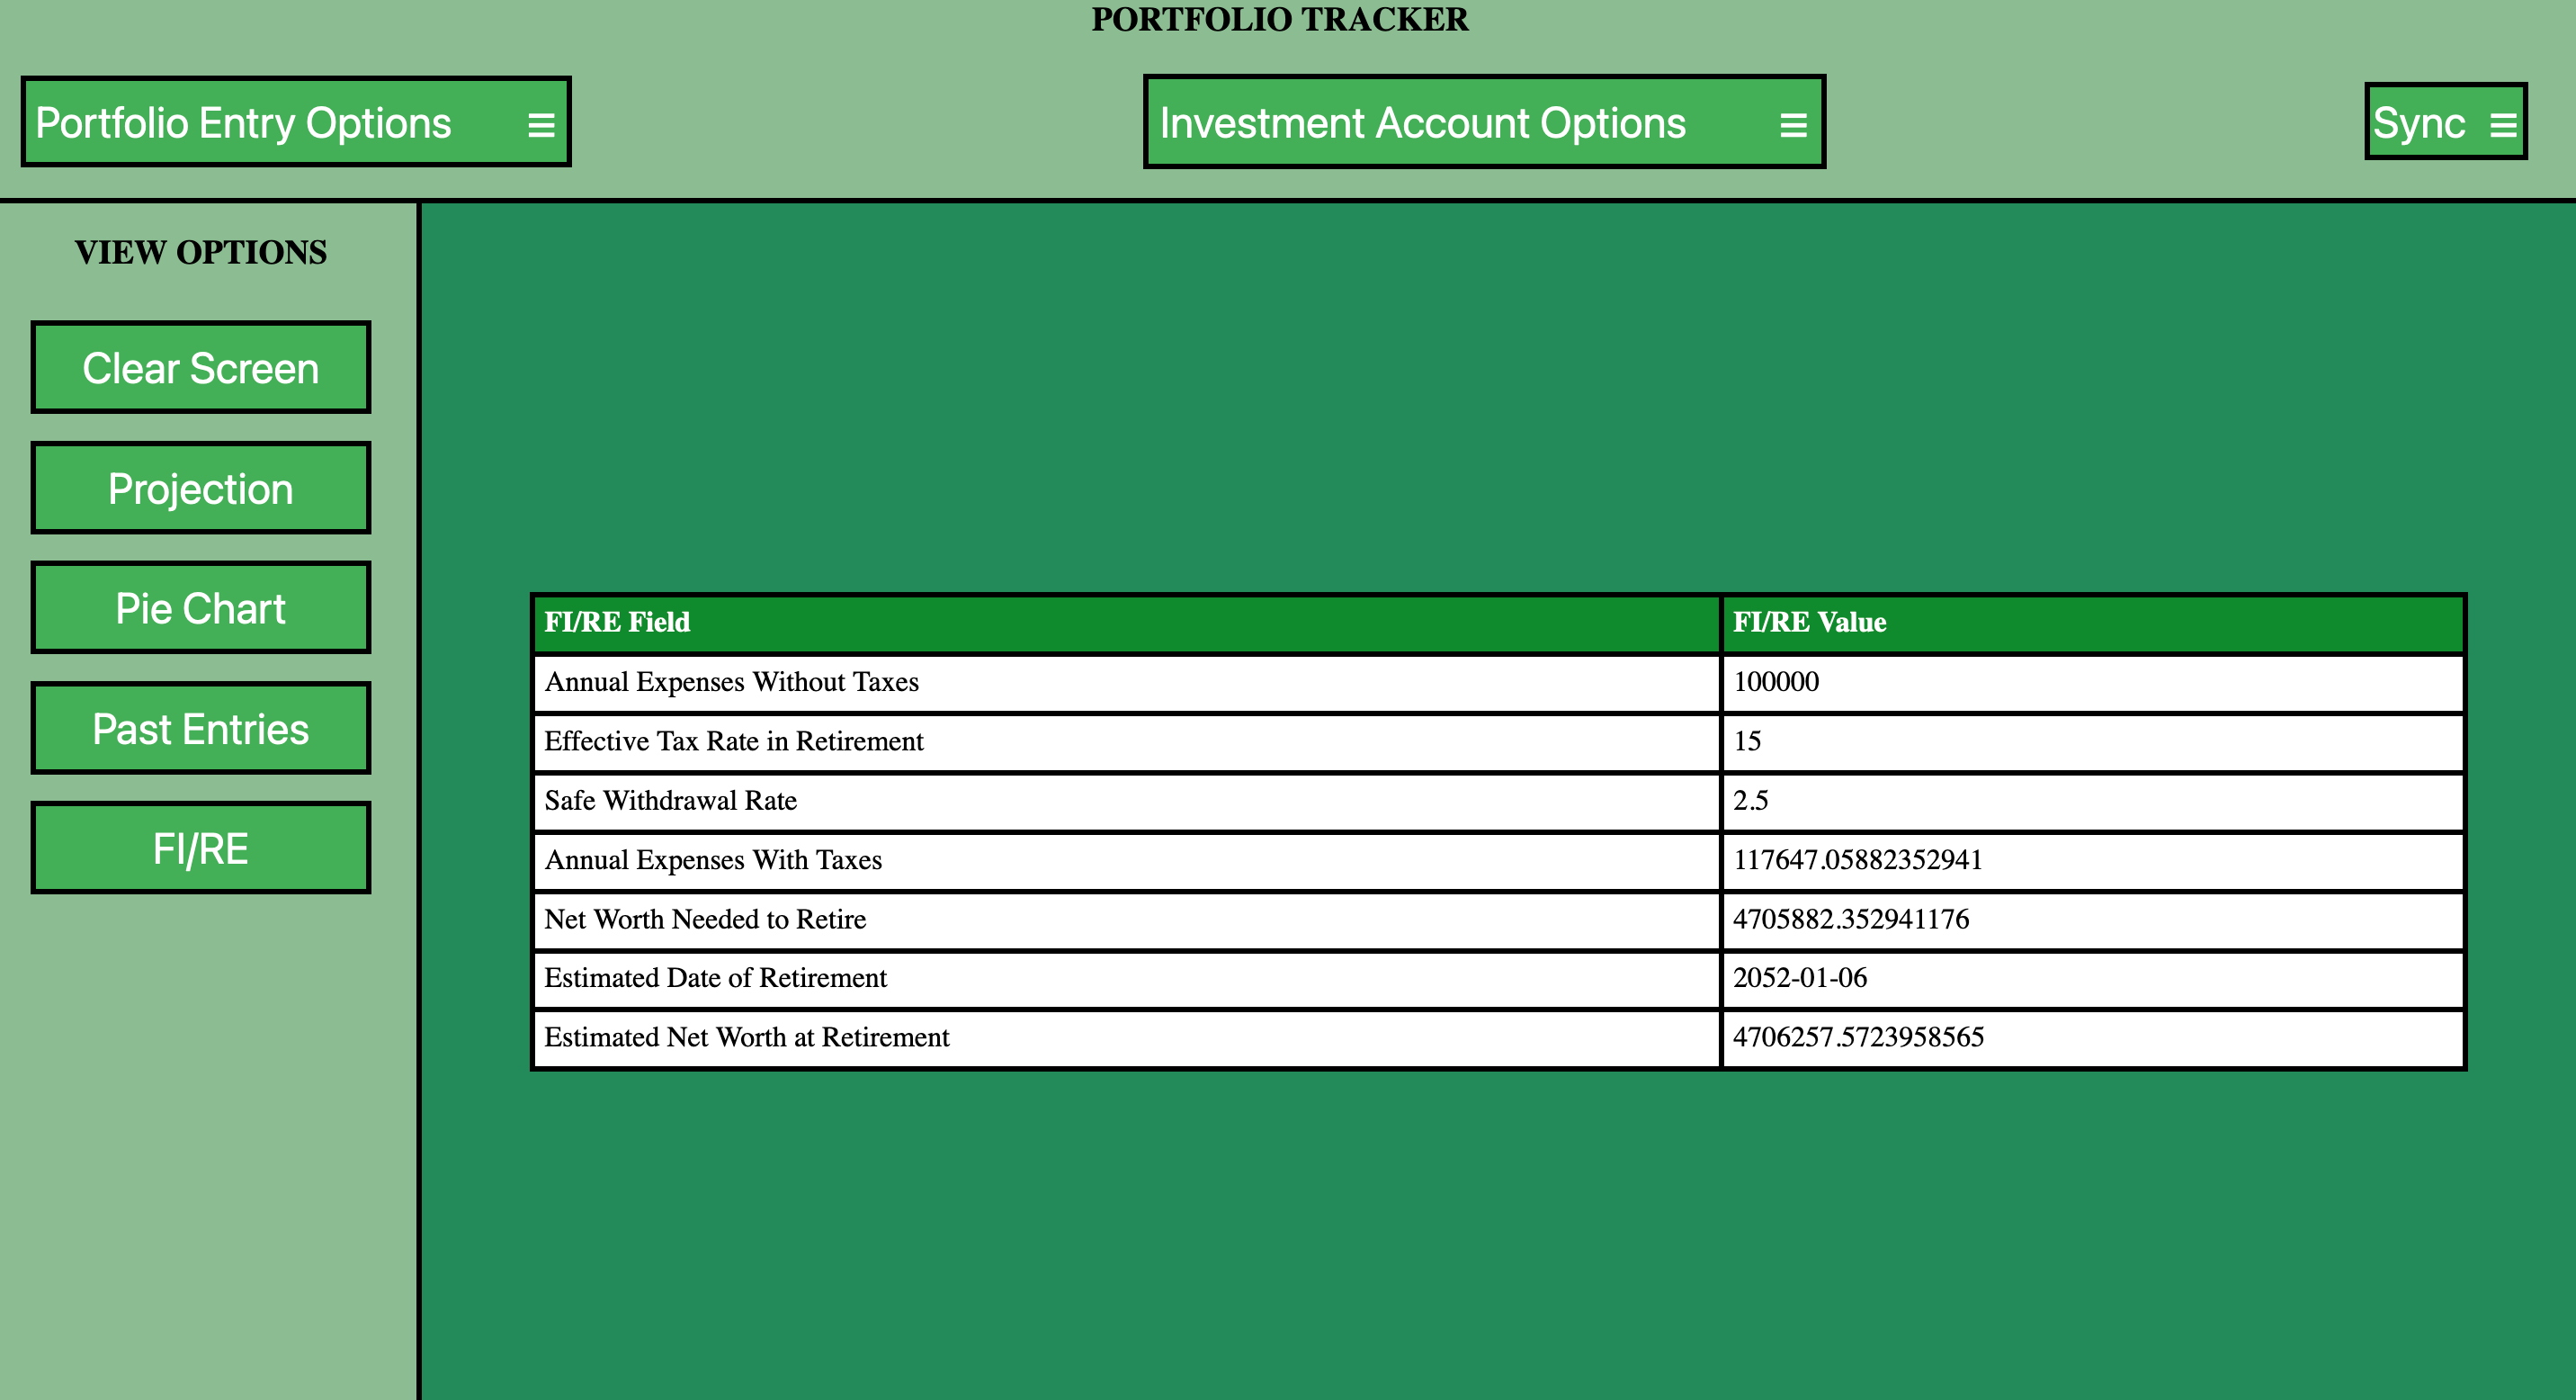 PORTFOLIO TRACKER
Portfolio Entry Options ☰
Investment Account Options ☰
Sync ☰
VIEW OPTIONS
Clear Screen
Projection
Pie Chart
Past Entries
FI/RE
FI/RE Field FI/RE Value
Annual Expenses Without Taxes 100000
Effective Tax Rate in Retirement 15
Safe Withdrawal Rate 2.5
Annual Expenses With Taxes 117647.05882352941
Net Worth Needed to Retire 4705882.352941176
Estimated Date of Retirement 2052-01-06
Estimated Net Worth at Retirement 4706257.5723958565